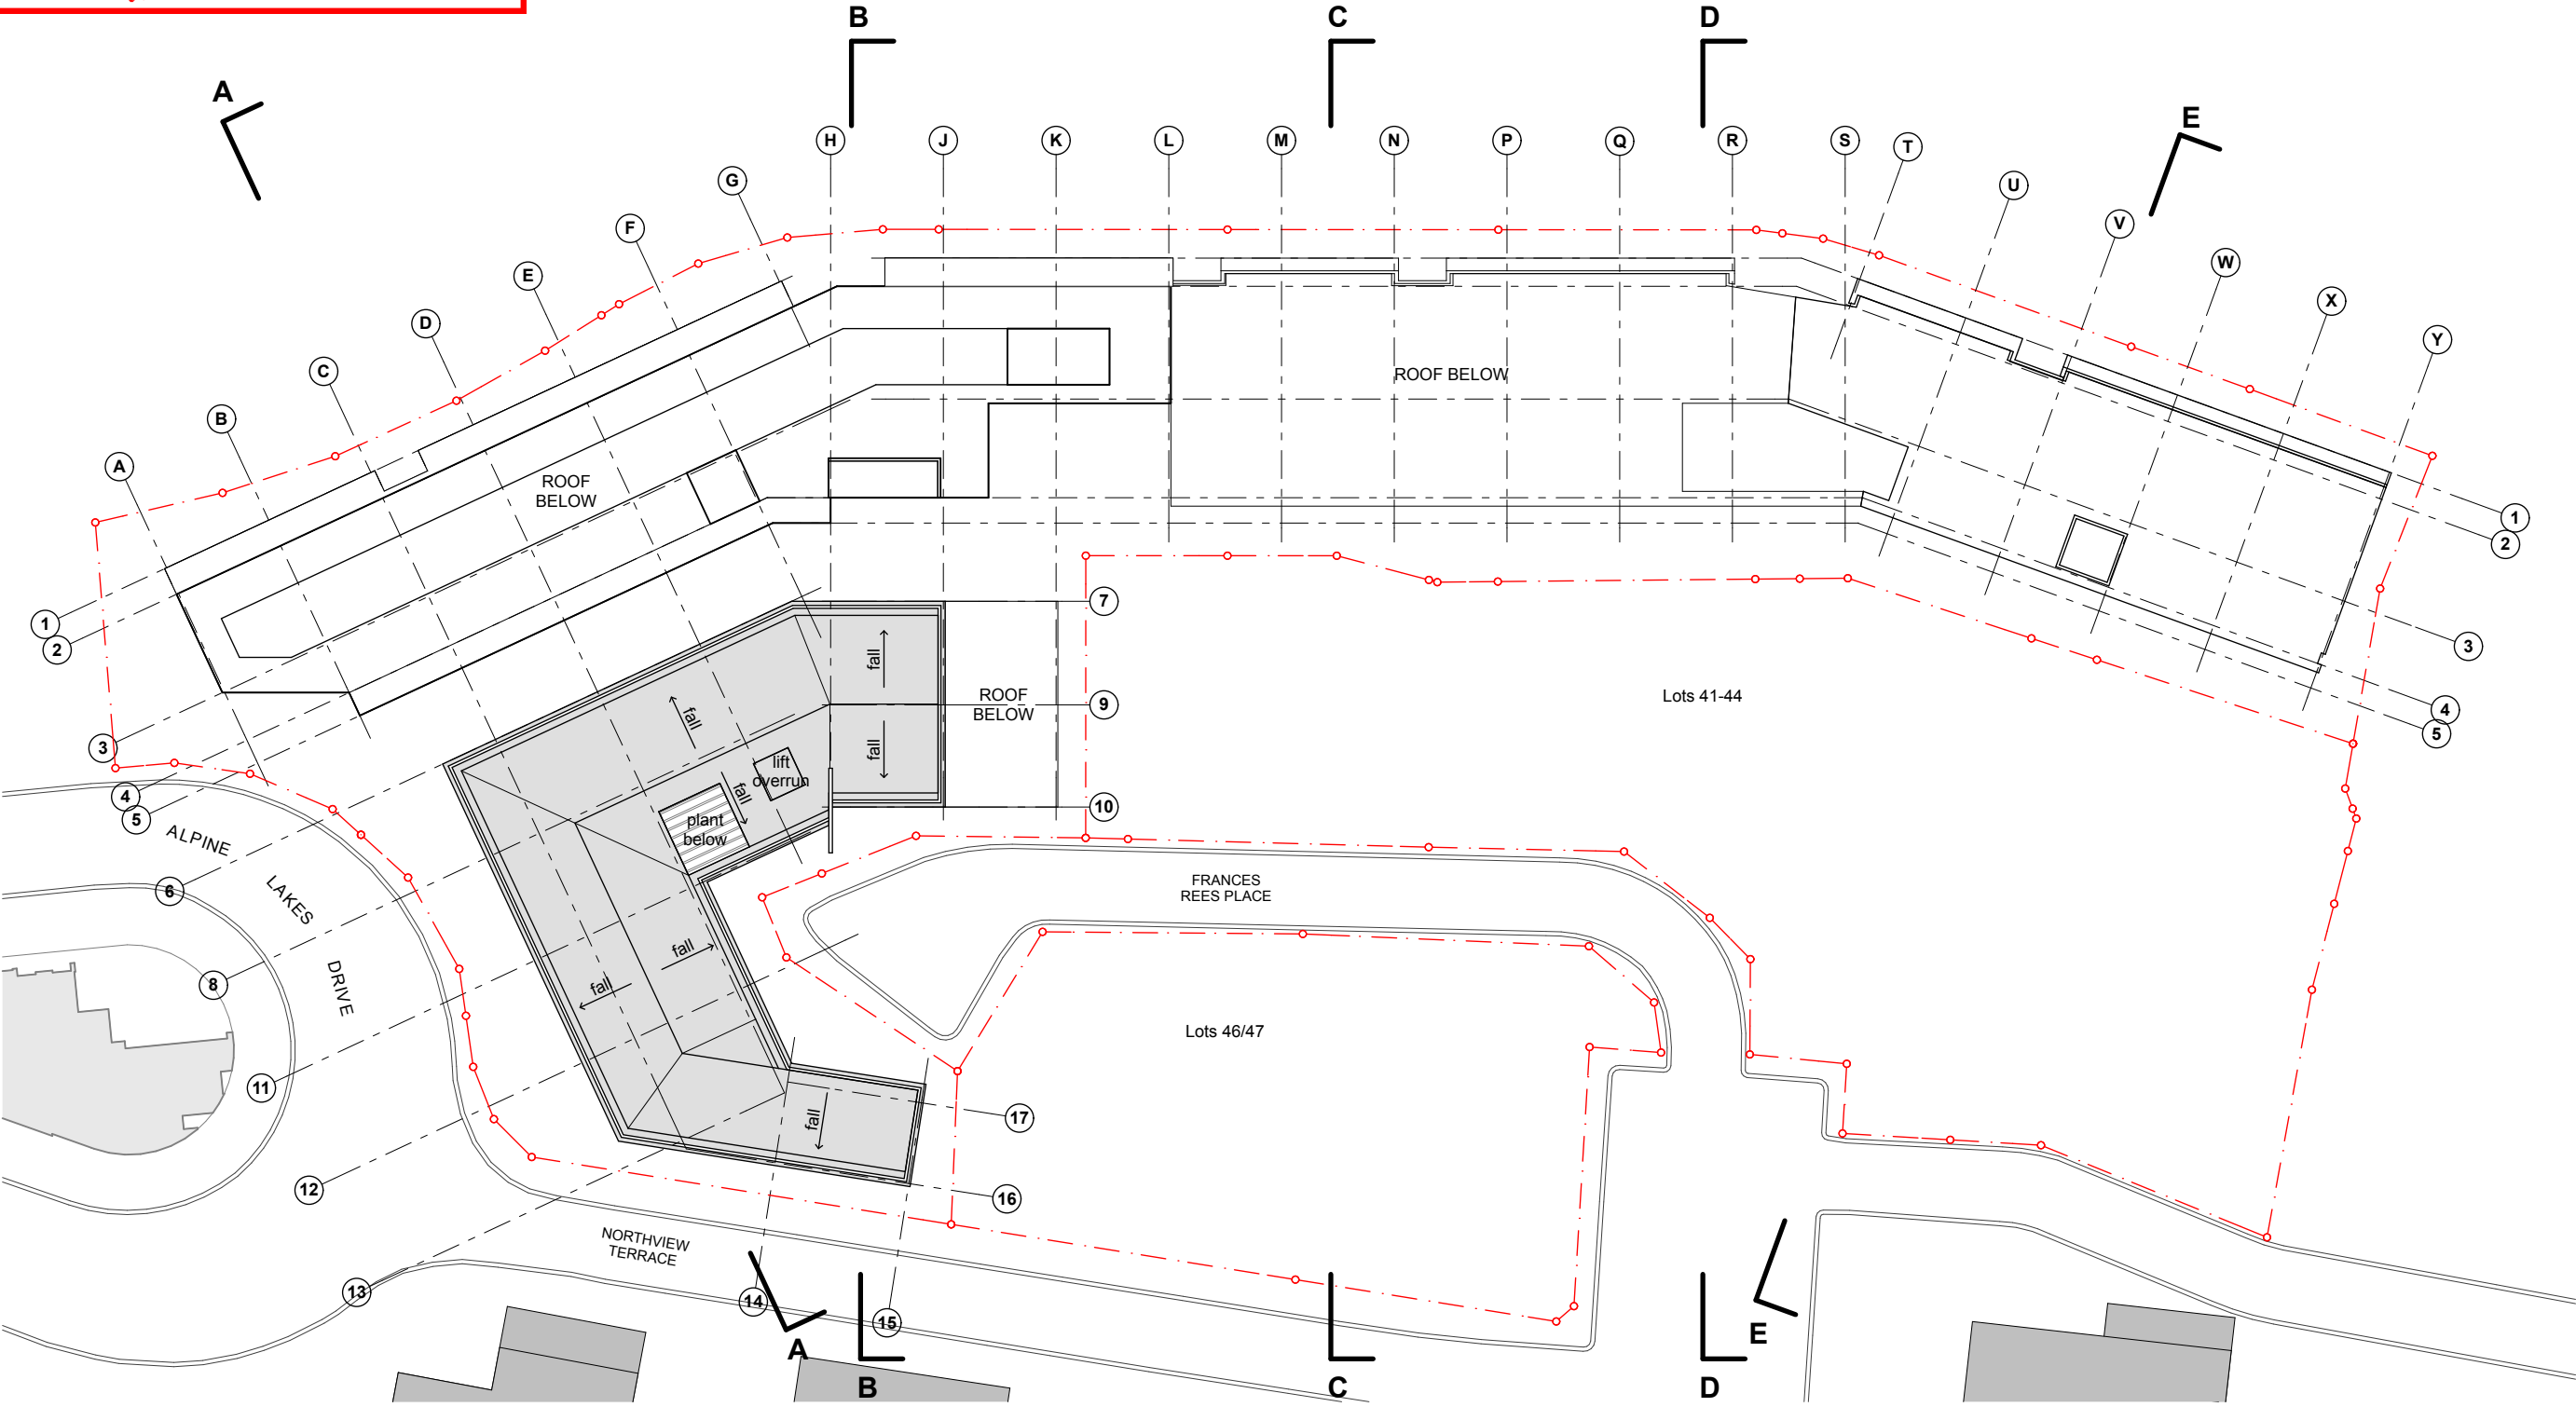 B
C
D
A
E
H
J
K
L
M
N
P
Q
R
S
T
G
U
F
V
E
W
D
X
C
Y
B
A
ROOF BELOW
ROOF
BELOW
1
2
1
2
7
3
ROOF
BELOW
9
Lots 41-44
4
5
3
4
5
10
fall
fall
fall
fall
lift
overrun
plant
below
ALPINE
LAKES
DRIVE
6
8
11
12
13
FRANCES
REES PLACE
fall
fall
fall
Lots 46/47
17
16
NORTHVIEW
TERRACE
14
15
A
B
C
D
E